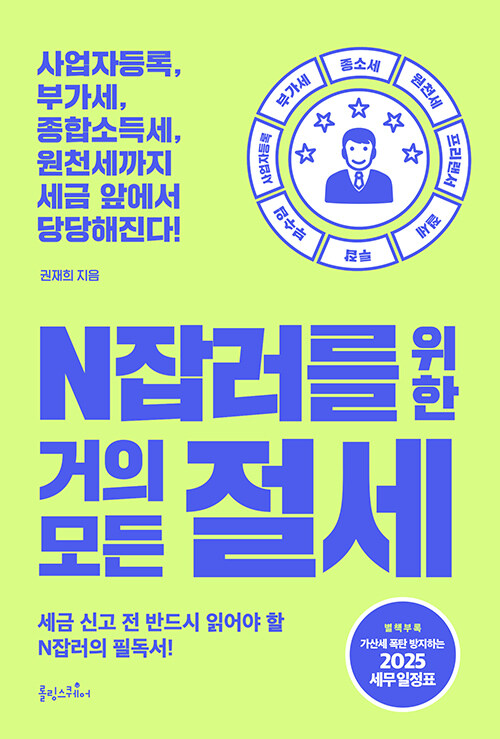 사업자등록,
부가세,
종합소득세,
원천세까지
세금 앞에서
당당해진다!
권재희 지음
종소세
원천세
프리랜서
절세
투잡
부수입
사업자등록
부가세
N잡러를 위한
거의 모든 절세
세금 신고 전 반드시 읽어야 할
N잡러의 필독서!
별책부록
가산세 폭탄 방지하는
2025
세무일정표
롤링스퀘어